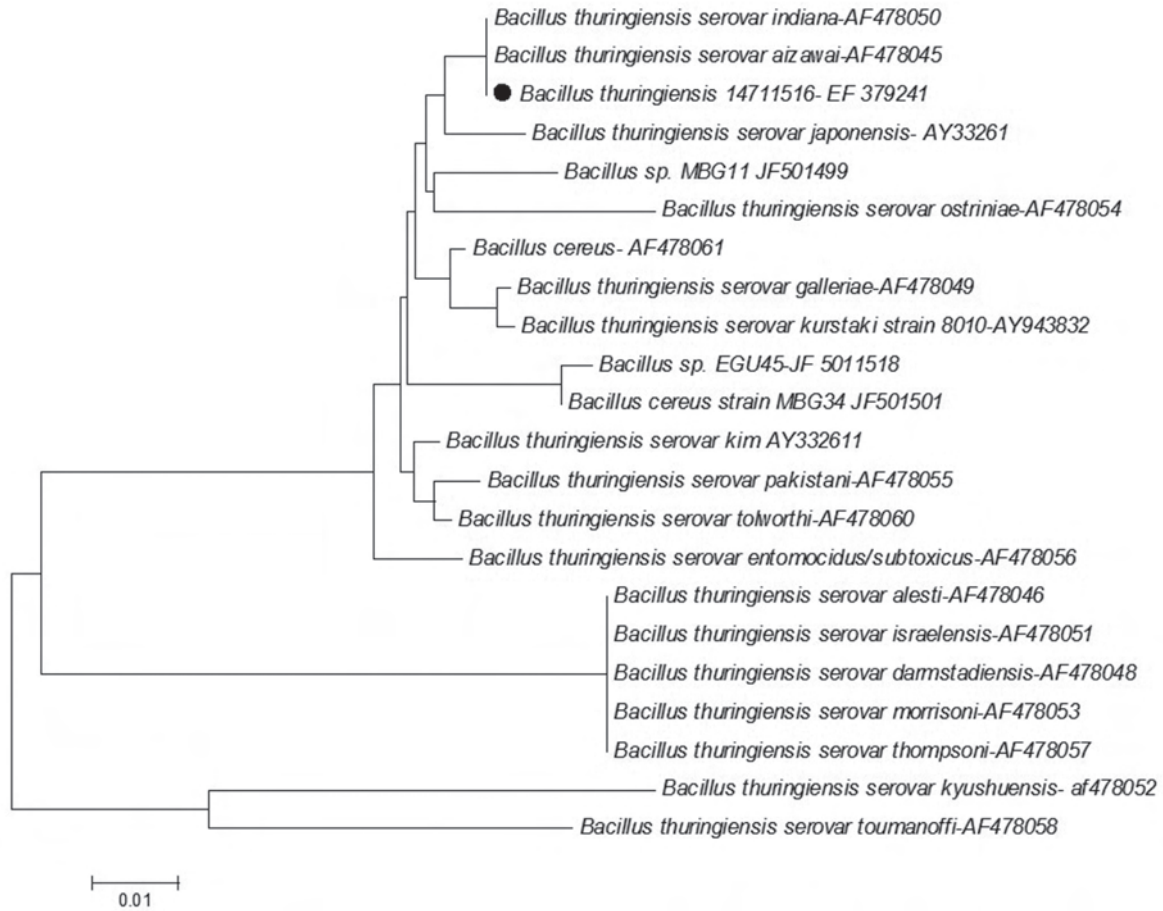 Bacillus thuringiensis serovar indiana-AF478050
Bacillus thuringiensis serovar aizawai-AF478045
Bacillus thuringiensis 14711516- EF 379241
Bacillus thuringiensis serovar japonensis- AY33261
Bacillus sp. MBG11 JF501499
Bacillus thuringiensis serovar ostriniae-AF478054
Bacillus cereus- AF478061
Bacillus thuringiensis serovar galleriae-AF478049
Bacillus thuringiensis serovar kurstaki strain 8010-AY943832
Bacillus sp. EGU45-JF 5011518
Bacillus cereus strain MBG34 JF501501
Bacillus thuringiensis serovar kim AY332611
Bacillus thuringiensis serovar pakistani-AF478055
Bacillus thuringiensis serovar tolworthi-AF478060
Bacillus thuringiensis serovar entomocidus/subtoxicus-AF478056
Bacillus thuringiensis serovar alesti-AF478046
Bacillus thuringiensis serovar israelensis-AF478051
Bacillus thuringiensis serovar darmstadiensis-AF478048
Bacillus thuringiensis serovar morrisoni-AF478053
Bacillus thuringiensis serovar thompsoni-AF478057
Bacillus thuringiensis serovar kyushuensis- af478052
Bacillus thuringiensis serovar toumanoffi-AF478058
0.01